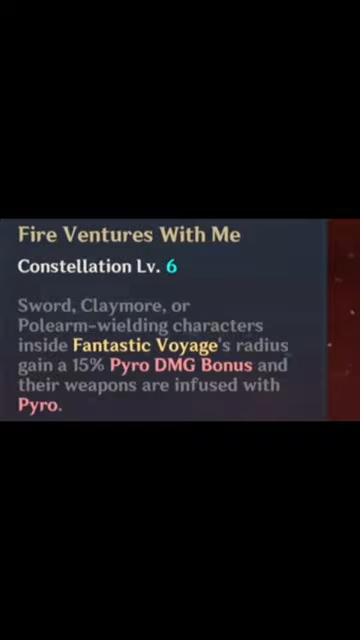 Fire Ventures With Me
Constellation Lv. 6
Sword, Claymore, or
Polearm-wielding characters
inside Fantastic Voyage's radius
gain a 15% Pyro DMG Bonus and
their weapons are infused with
Pyro.